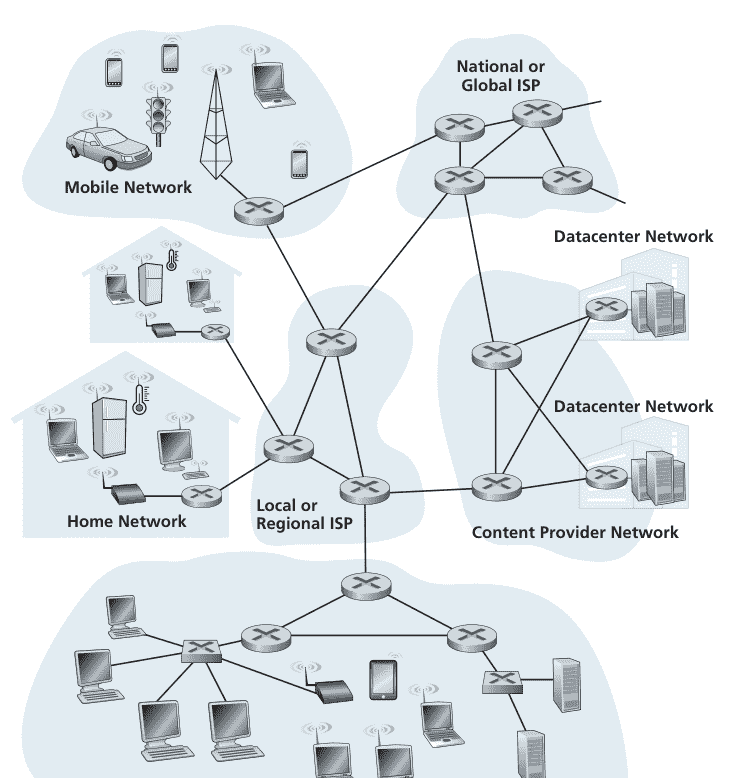 National or
Global ISP
Mobile Network
Datacenter Network
Datacenter Network
Home Network
Local or
Regional ISP
Content Provider Network